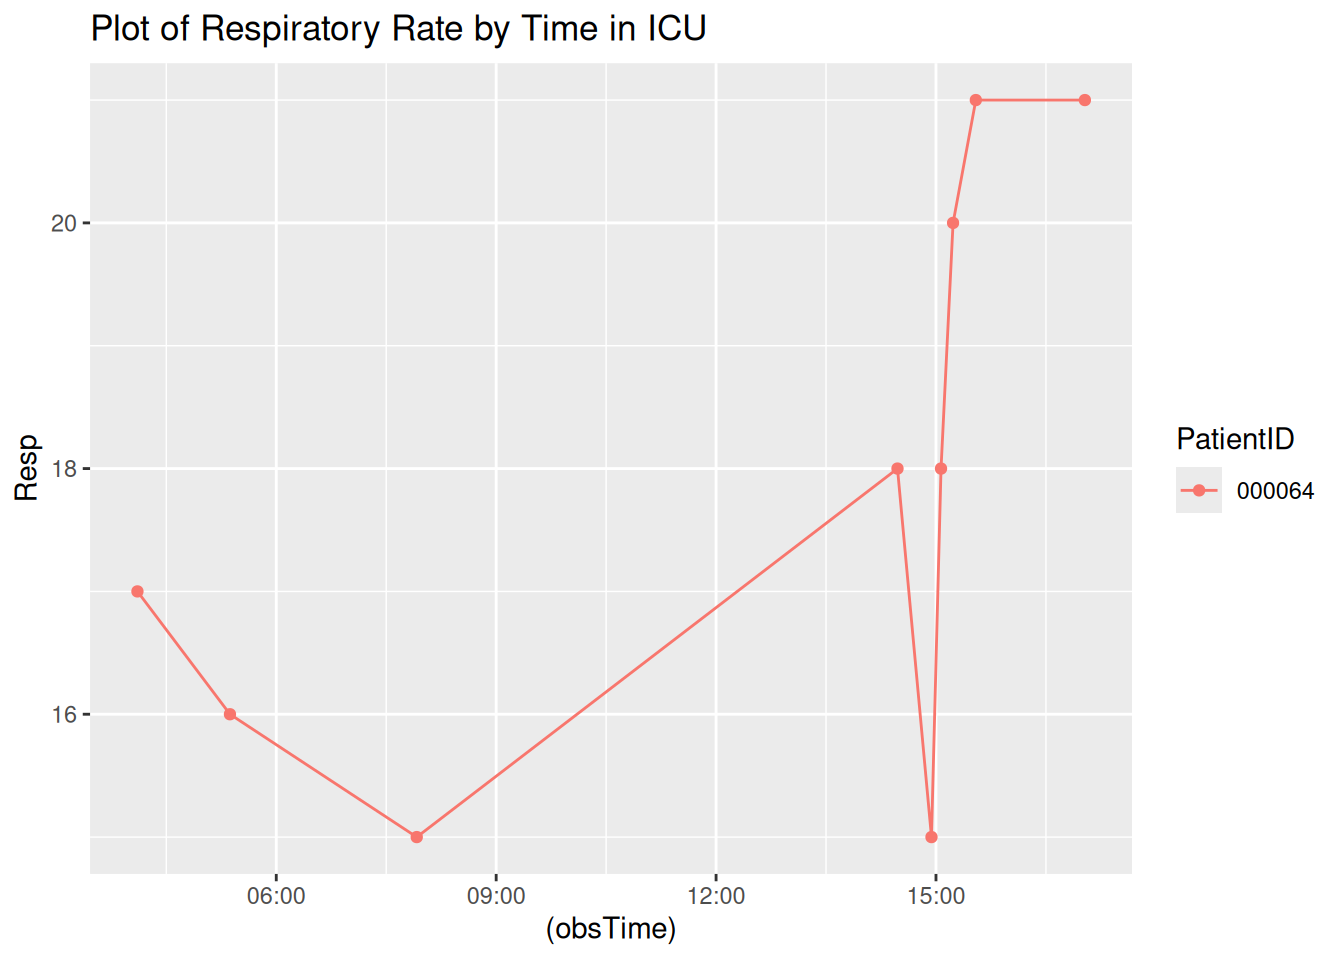 Plot of Respiratory Rate by Time in ICU
Resp
20
18
16
06:00 09:00 12:00 15:00
(obsTime)
PatientID
000064